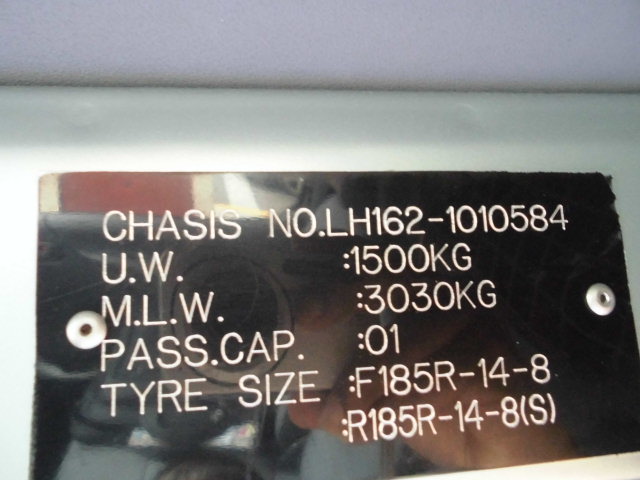 CHASIS NO.LH162-1010584
U.W. :1500KG
M.L.W. :3030KG
PASS.CAP. :01
TYRE SIZE :F185R-14-8
:R185R-14-8(S)